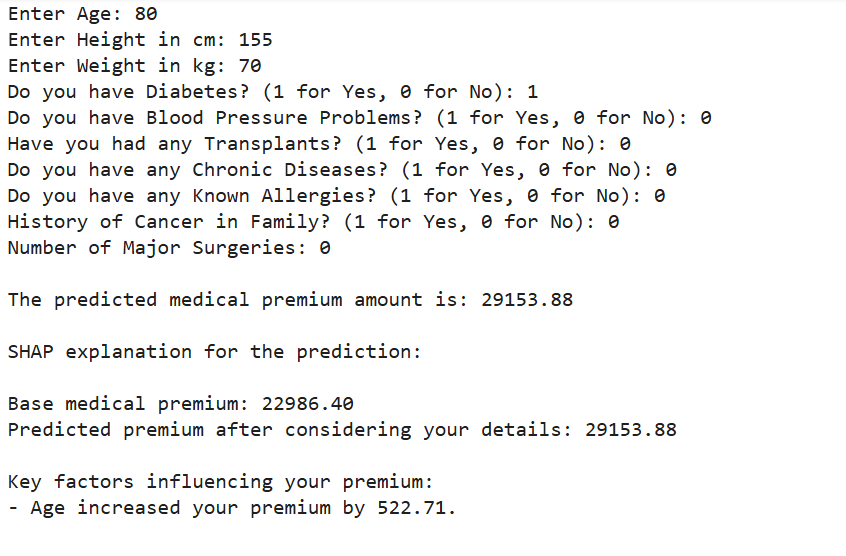 Enter Age: 80
Enter Height in cm: 155
Enter Weight in kg: 70
Do you have Diabetes? (1 for Yes, 0 for No): 1
Do you have Blood Pressure Problems? (1 for Yes, 0 for No): 0
Have you had any Transplants? (1 for Yes, 0 for No): 0
Do you have any Chronic Diseases? (1 for Yes, 0 for No): 0
Do you have any Known Allergies? (1 for Yes, 0 for No): 0
History of Cancer in Family? (1 for Yes, 0 for No): 0
Number of Major Surgeries: 0
The predicted medical premium amount is: 29153.88
SHAP explanation for the prediction:
Base medical premium: 22986.40
Predicted premium after considering your details: 29153.88
Key factors influencing your premium:
- Age increased your premium by 522.71.